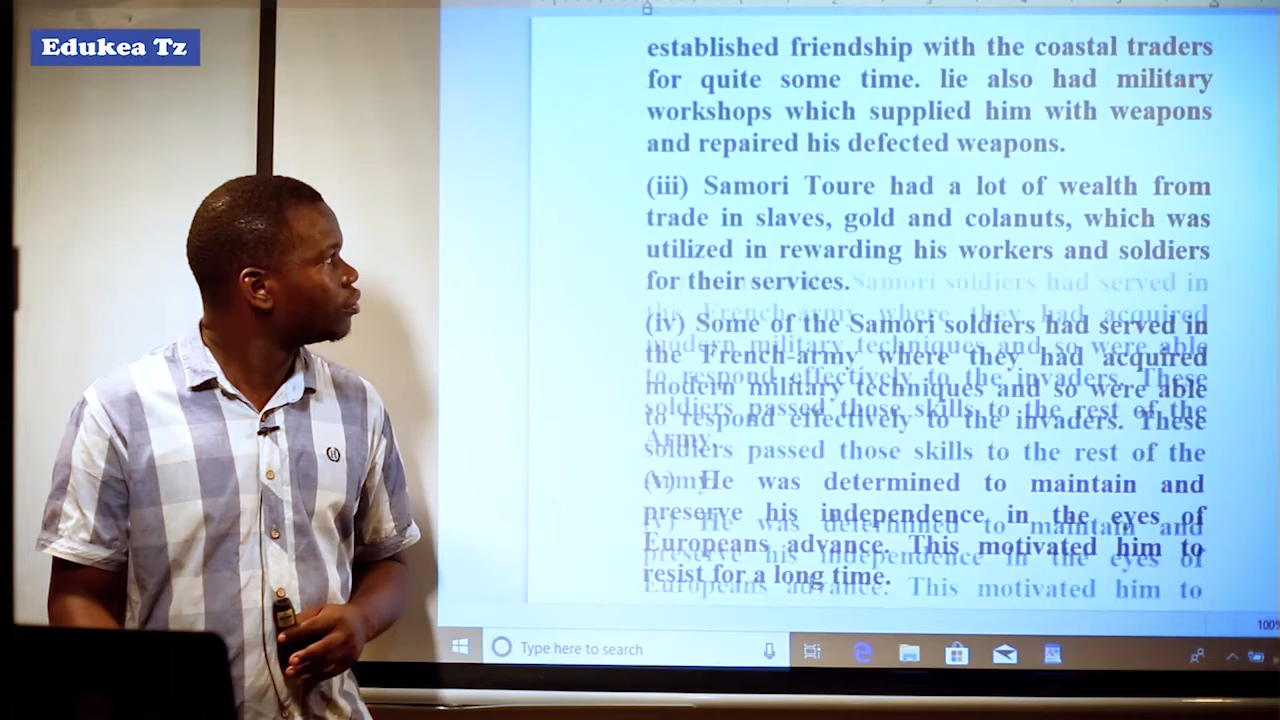 Edukea Tz
established friendship with the coastal traders
for quite some time. lie also had military
workshops which supplied him with weapons
and repaired his defected weapons.
(iii) Samori Toure had a lot of wealth from
trade in slaves, gold and colanuts, which was
utilized in rewarding his workers and soldiers
for their services.
(iv) Some of the Samori soldiers had served in
the French-army where they had acquired
modern military techniques and so were able
to respond effectively to the invaders. These
soldiers passed those skills to the rest of the
Army.
(v) He was determined to maintain and
preserve his independence in the eyes of
Europeans advance. This motivated him to
resist for a long time.
100%
Type here to search